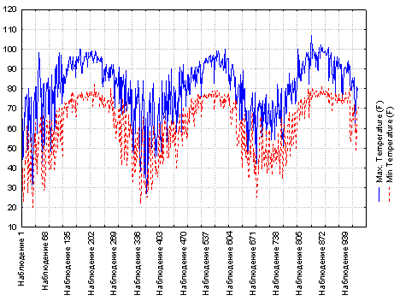 120
110
100
90
80
70
60
50
40
30
20
10
Наблюдение 1
Наблюдение 68
Наблюдение 135
Наблюдение 202
Наблюдение 269
Наблюдение 336
Наблюдение 403
Наблюдение 470
Наблюдение 537
Наблюдение 604
Наблюдение 671
Наблюдение 738
Наблюдение 805
Наблюдение 872
Наблюдение 939
Max. Temperature (F)
Min. Temperature (F)